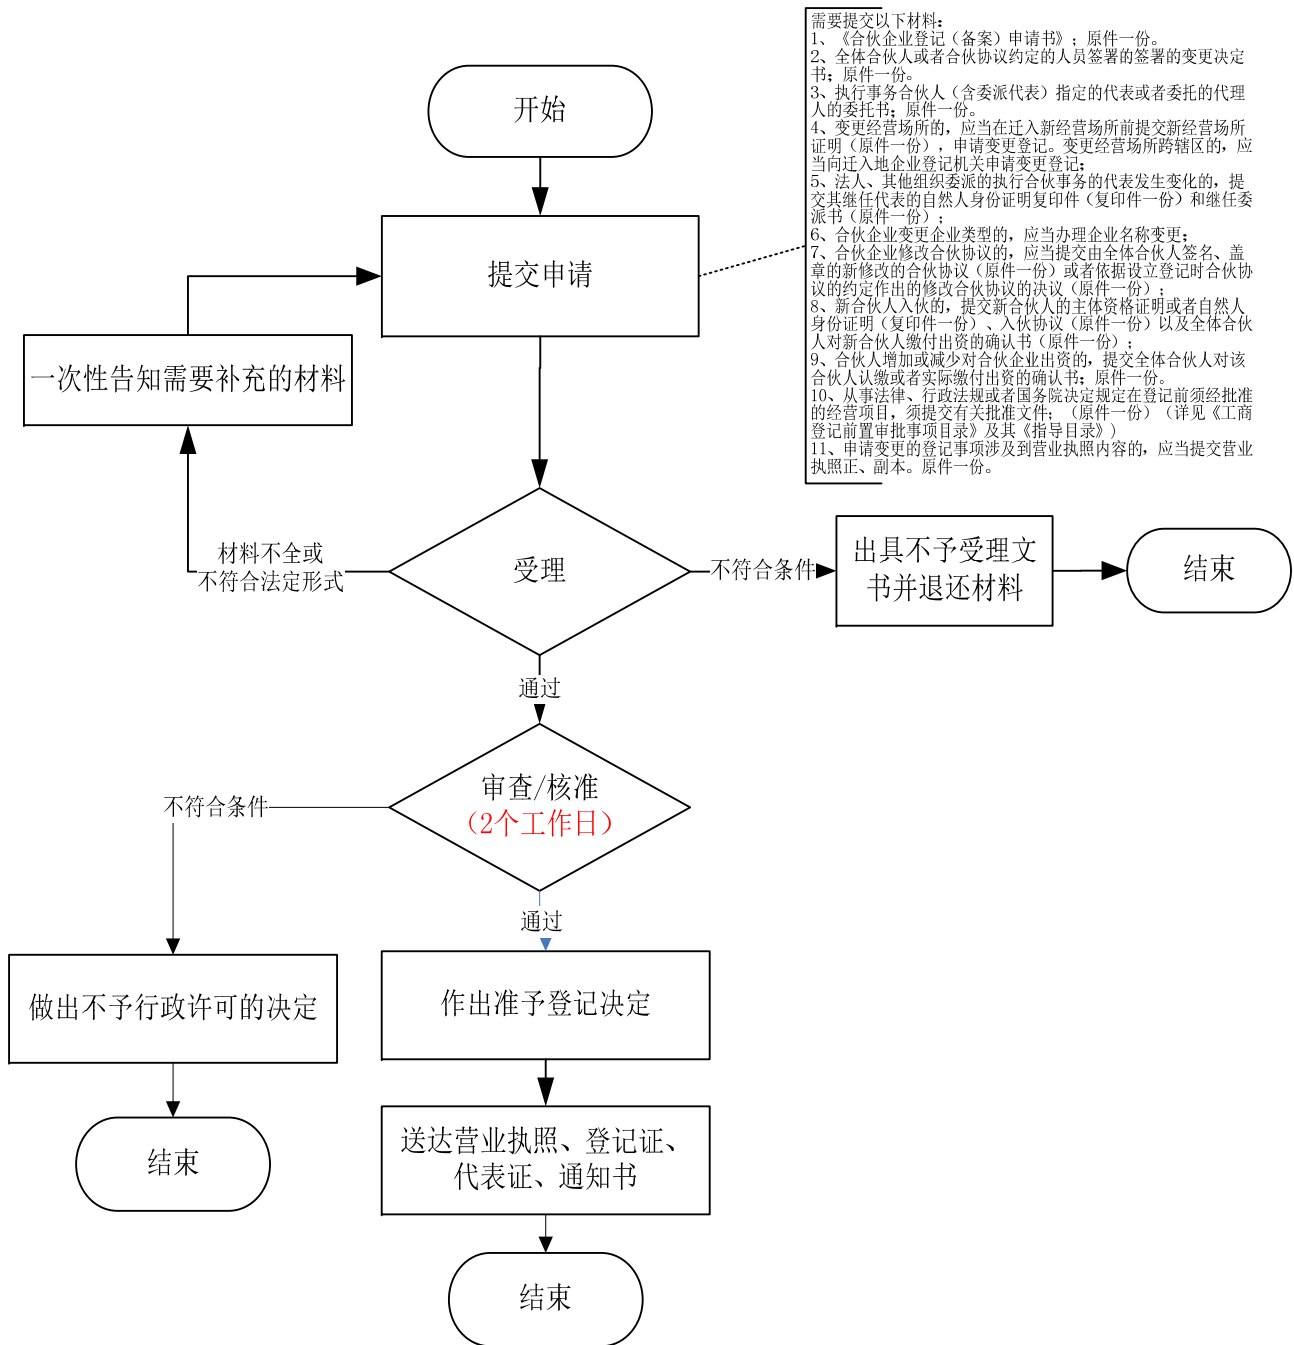 需要提交以下材料：
1、《合伙企业登记（备案）申请书》；原件一份。
2、全体合伙人或者合伙协议约定的人员签署的签署的变更决定
书；原件一份。
3、执行事务合伙人（含委派代表）指定的代表或者委托的代理
人的委托书；原件一份。
4、变更经营场所的，应当在迁入新经营场所前提交新经营场所
证明（原件一份），申请变更登记。变更经营场所跨辖区的，应
当向迁入地企业登记机关申请变更登记；
5、法人、其他组织委派的执行合伙事务的代表发生变化的，提
交其继任代表的自然人身份证明复印件（复印件一份）和继任委
派书（原件一份）；
6、合伙企业变更企业类型的，应当办理企业名称变更；
7、合伙企业修改合伙协议的，应当提交由全体合伙人签名、盖
章的新修改的合伙协议（原件一份）或者依据设立登记时合伙协
议的约定作出的修改合伙协议的决议（原件一份）；
8、新合伙人入伙的，提交新合伙人的主体资格证明或者自然人
身份证明（复印件一份）、入伙协议（原件一份）以及全体合伙
人对新合伙人缴付出资的确认书（原件一份）；
9、合伙人增加或减少对合伙企业出资的，提交全体合伙人对该
合伙人认缴或者实际缴付出资的确认书；原件一份。
10、从事法律、行政法规或者国务院决定规定在登记前须经批准
的经营项目，须提交有关批准文件；（原件一份）（详见《工商
登记前置审批事项目录》及其《指导目录》)
11、申请变更的登记事项涉及到营业执照内容的，应当提交营业
执照正、副本。原件一份。
开始
提交申请
一次性告知需要补充的材料
材料不全或
不符合法定形式
受理
不符合条件
出具不予受理文
书并退还材料
结束
通过
审查/核准
（2个工作日）
不符合条件
通过
做出不予行政许可的决定
作出准予登记决定
结束
送达营业执照、登记证、
代表证、通知书
结束